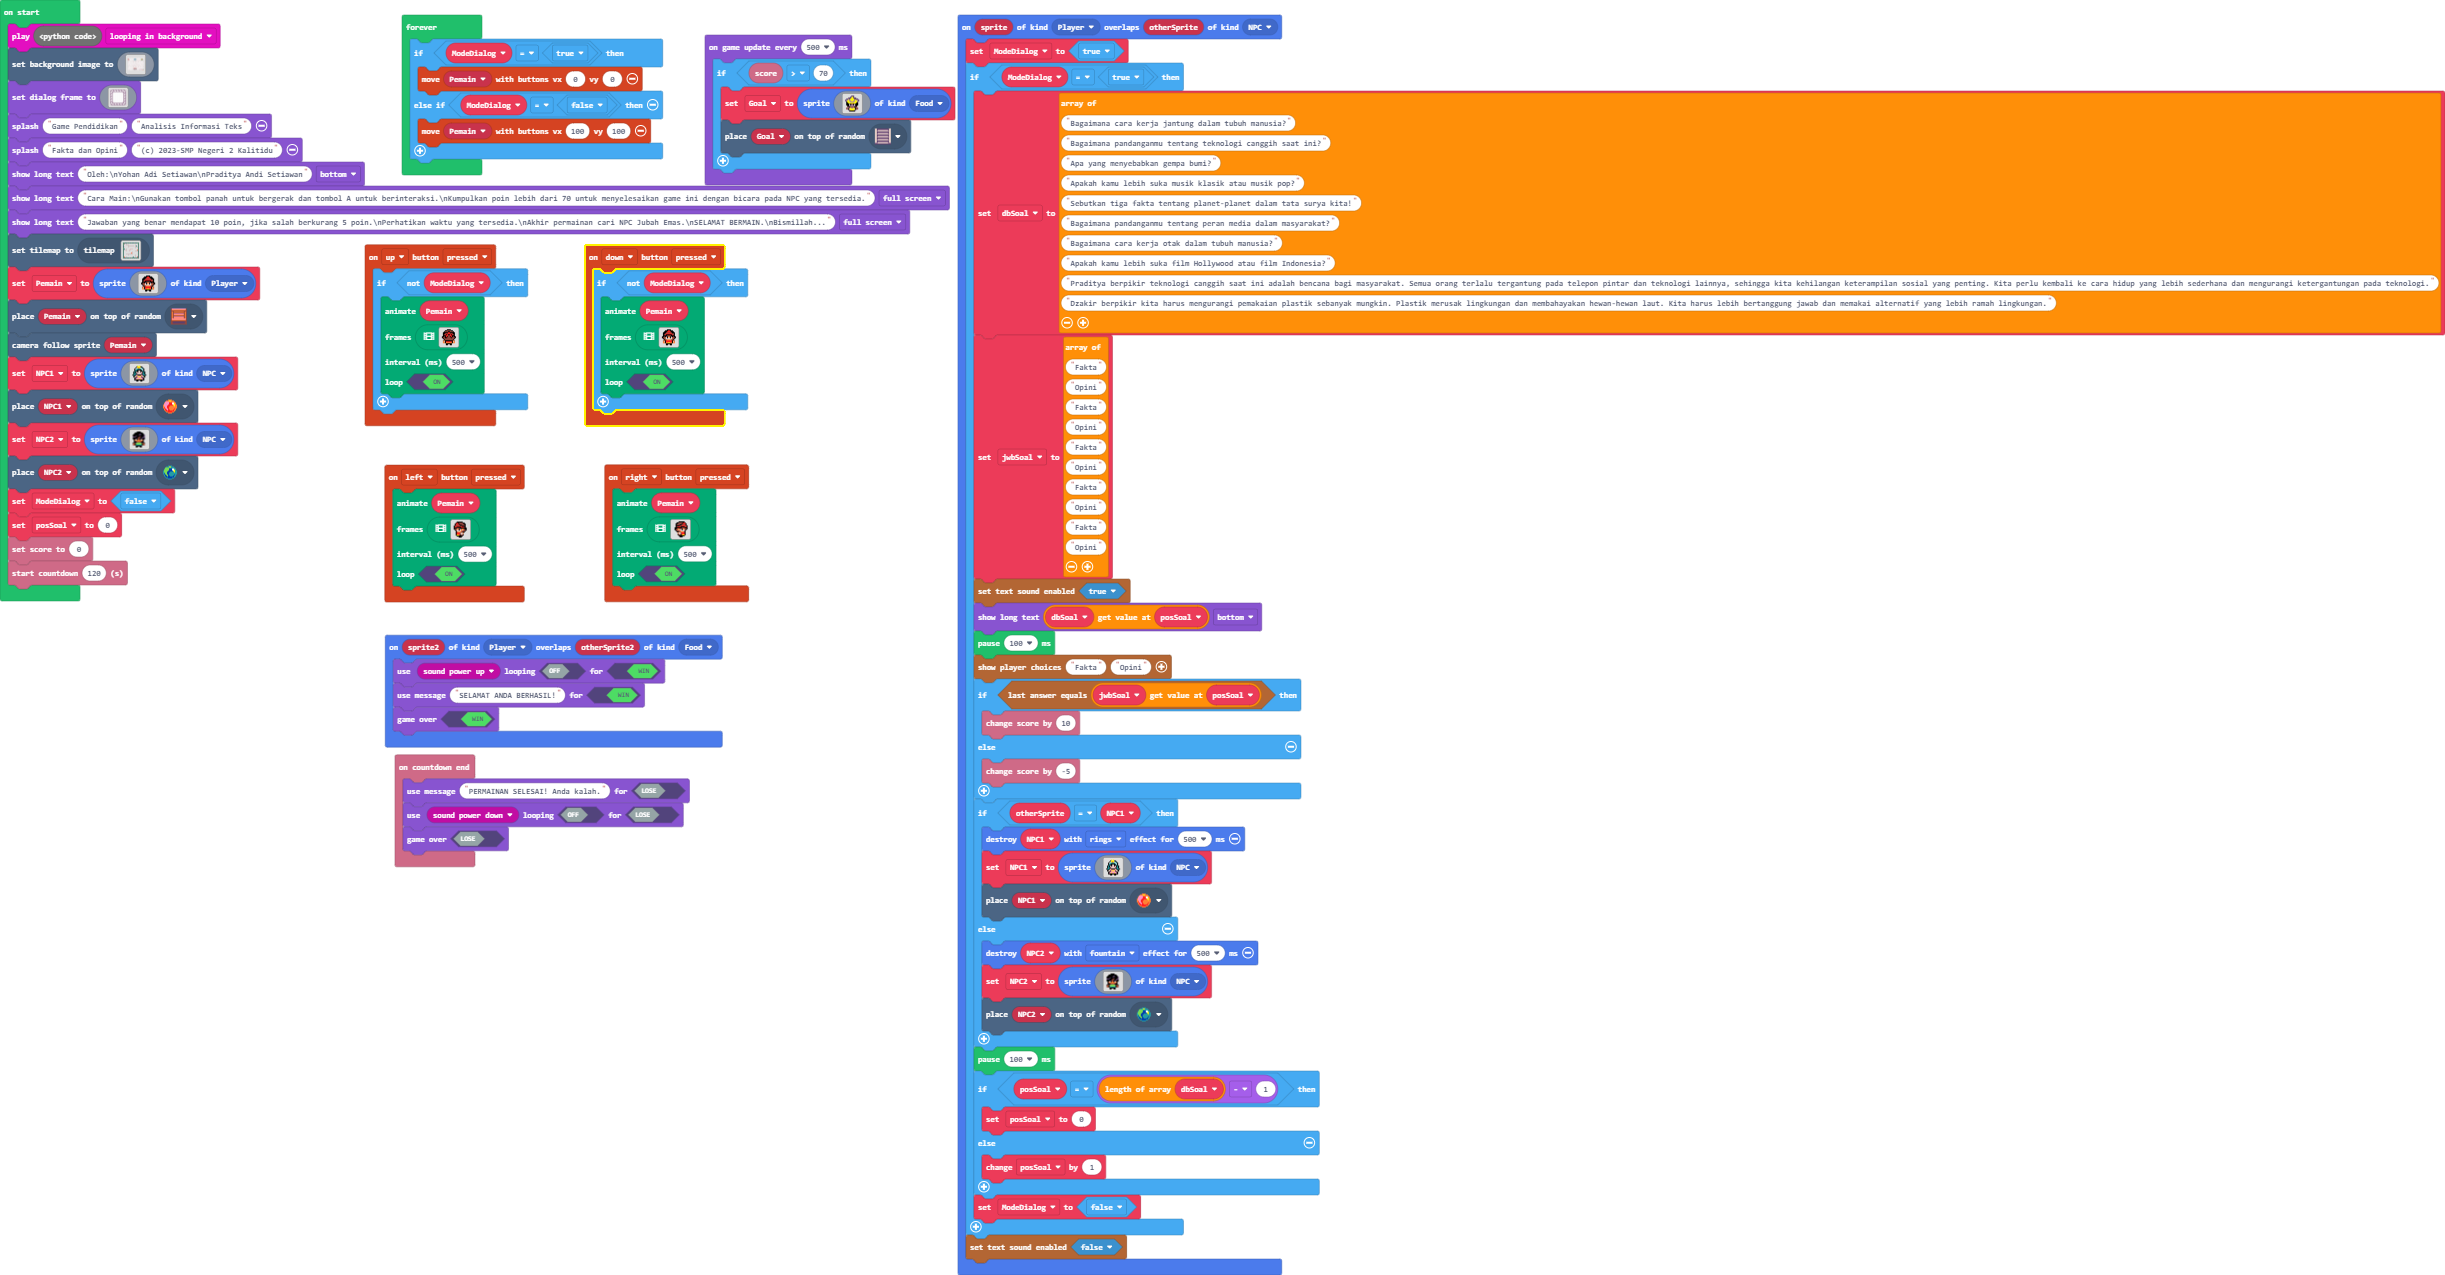 on start
play <python code> looping in background
set background image to
set dialog frame to
splash "Game Pendidikan" "Analisis Informasi Teks"
splash "Fakta dan Opini" "(c) 2023-SMP Negeri 2 Kalitidu"
show long text "Oleh:\nYohan Adi Setiawan\nPraditya Andi Setiawan" bottom
show long text "Cara Main:\nGunakan tombol panah untuk bergerak dan tombol A untuk berinteraksi.\nKumpulkan poin lebih dari 70 untuk menyelesaikan game ini dengan bicara pada NPC yang tersedia." full screen
show long text "Jawaban yang benar mendapat 10 poin, jika salah berkurang 5 poin.\nPerhatikan waktu yang tersedia.\nAkhir permainan cari NPC Jubah Emas.\nSELAMAT BERMAIN.\nBismillah..." full screen
set tilemap to tilemap
set Pemain to sprite of kind Player
place Pemain on top of random
camera follow sprite Pemain
set NPC1 to sprite of kind NPC
place NPC1 on top of random
set NPC2 to sprite of kind NPC
place NPC2 on top of random
set ModeDialog to false
set posSoal to 0
set score to 0
start countdown 120 (s)
forever
if ModeDialog = true then
move Pemain with buttons vx 0 vy 0
else if ModeDialog = false then
move Pemain with buttons vx 100 vy 100
on game update every 500 ms
if score > 70 then
set Goal to sprite of kind Food
place Goal on top of random
on up button pressed
if not ModeDialog then
animate Pemain
frames
interval (ms) 500
loop ON
on down button pressed
if not ModeDialog then
animate Pemain
frames
interval (ms) 500
loop ON
on left button pressed
animate Pemain
frames
interval (ms) 500
loop ON
on right button pressed
animate Pemain
frames
interval (ms) 500
loop ON
on sprite2 of kind Player overlaps otherSprite2 of kind Food
use sound power up looping OFF for WIN
use message "SELAMAT ANDA BERHASIL!" for WIN
game over WIN
on countdown end
use message "PERMAINAN SELESAI! Anda kalah." for LOSE
use sound power down looping OFF for LOSE
game over LOSE
on sprite of kind Player overlaps otherSprite of kind NPC
set ModeDialog to true
if ModeDialog = true then
set dbSoal to array of
"Bagaimana cara kerja jantung dalam tubuh manusia?"
"Bagaimana pandanganmu tentang teknologi canggih saat ini?"
"Apa yang menyebabkan gempa bumi?"
"Apakah kamu lebih suka musik klasik atau musik pop?"
"Sebutkan tiga fakta tentang planet-planet dalam tata surya kita!"
"Bagaimana pandanganmu tentang peran media dalam masyarakat?"
"Bagaimana cara kerja otak dalam tubuh manusia?"
"Apakah kamu lebih suka film Hollywood atau film Indonesia?"
"Praditya berpikir teknologi canggih saat ini adalah bencana bagi masyarakat. Semua orang terlalu tergantung pada telepon pintar dan teknologi lainnya, sehingga kita kehilangan keterampilan sosial yang penting. Kita perlu kembali ke cara hidup yang lebih sederhana dan mengurangi ketergantungan pada teknologi."
"Dzakir berpikir kita harus mengurangi pemakaian plastik sebanyak mungkin. Plastik merusak lingkungan dan membahayakan hewan-hewan laut. Kita harus lebih bertanggung jawab dan memakai alternatif yang lebih ramah lingkungan."
set jwbSoal to array of
"Fakta"
"Opini"
"Fakta"
"Opini"
"Fakta"
"Opini"
"Fakta"
"Opini"
"Fakta"
"Opini"
set text sound enabled true
show long text dbSoal get value at posSoal bottom
pause 100 ms
show player choices "Fakta" "Opini"
if last answer equals jwbSoal get value at posSoal then
change score by 10
else
change score by -5
if otherSprite = NPC1 then
destroy NPC1 with rings effect for 500 ms
set NPC1 to sprite of kind NPC
place NPC1 on top of random
else
destroy NPC2 with fountain effect for 500 ms
set NPC2 to sprite of kind NPC
place NPC2 on top of random
pause 100 ms
if posSoal = length of array dbSoal - 1 then
set posSoal to 0
else
change posSoal by 1
set ModeDialog to false
set text sound enabled false